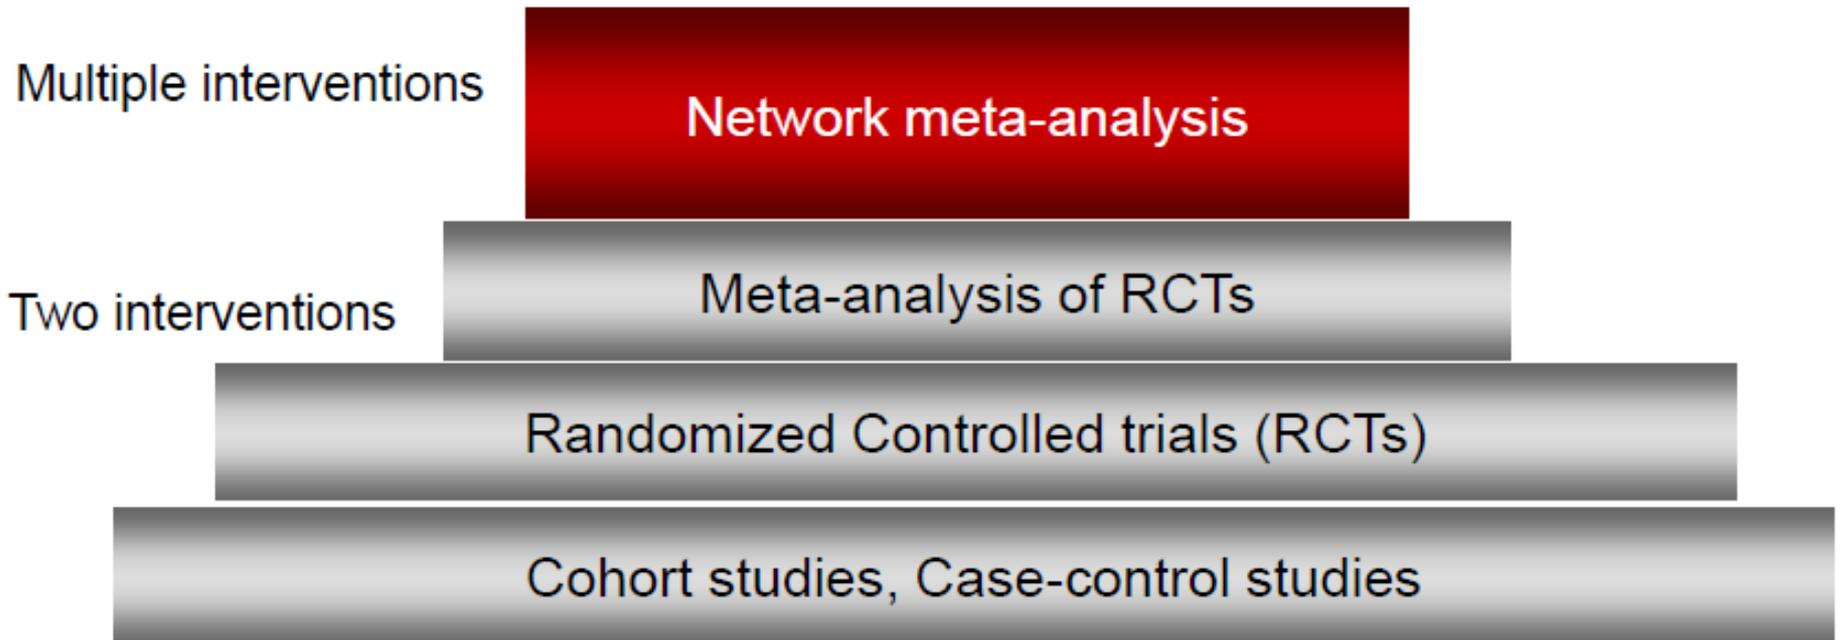 Multiple interventions
Network meta-analysis
Two interventions
Meta-analysis of RCTs
Randomized Controlled trials (RCTs)
Cohort studies, Case-control studies